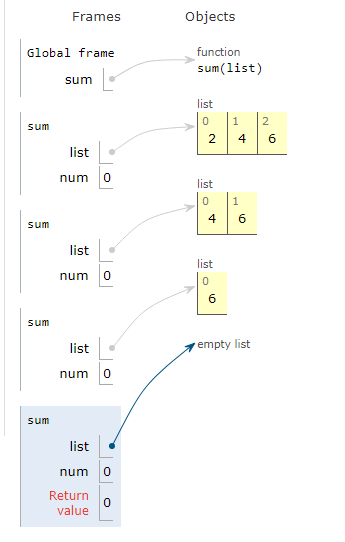 Frames Objects
Global frame
sum
function
sum(list)
sum
list
num 0
list
0 1 2
2 4 6
sum
list
num 0
list
0 1
4 6
sum
list
num 0
list
0
6
empty list
sum
list
num 0
Return
value 0